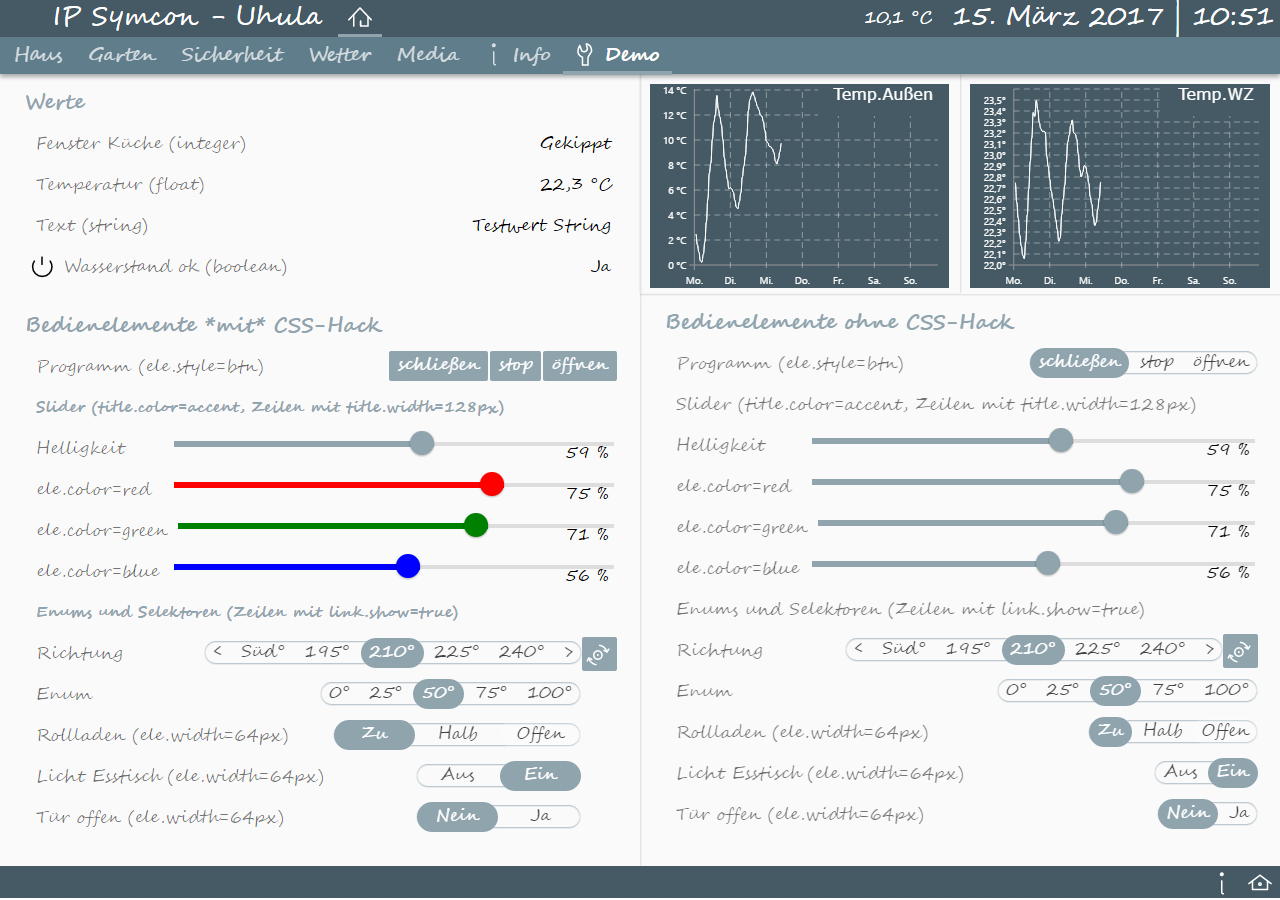 IP Symcon - Uhula
10,1 °C 15. März 2017 10:51
Haus Garten Sicherheit Wetter Media Info Demo
Werte
Fenster Küche (integer) Gekippt
Temperatur (float) 22,3 °C
Text (string) Testwert String
Wasserstand ok (boolean) Ja
Temp.Außen
14 °C
12 °C
10 °C
8 °C
6 °C
4 °C
2 °C
0 °C
Mo. Di. Mi. Do. Fr. Sa. So.
Temp.WZ
23,5°
23,4°
23,3°
23,2°
23,1°
23,0°
22,9°
22,8°
22,7°
22,6°
22,5°
22,4°
22,3°
22,2°
22,1°
22,0°
Mo. Di. Mi. Do. Fr. Sa. So.
Bedienelemente *mit* CSS-Hack
Programm (ele.style=btn) schließen stop öffnen
Slider (title.color=accent, Zeilen mit title.width=128px)
Helligkeit 59 %
ele.color=red 75 %
ele.color=green 71 %
ele.color=blue 56 %
Enums und Selektoren (Zeilen mit link.show=true)
Richtung < Süd° 195° 210° 225° 240° >
Enum 0° 25° 50° 75° 100°
Rollladen (ele.width=64px) Zu Halb Offen
Licht Esstisch (ele.width=64px) Aus Ein
Tür offen (ele.width=64px) Nein Ja
Bedienelemente ohne CSS-Hack
Programm (ele.style=btn) schließen stop öffnen
Slider (title.color=accent, Zeilen mit title.width=128px)
Helligkeit 59 %
ele.color=red 75 %
ele.color=green 71 %
ele.color=blue 56 %
Enums und Selektoren (Zeilen mit link.show=true)
Richtung < Süd° 195° 210° 225° 240° >
Enum 0° 25° 50° 75° 100°
Rollladen (ele.width=64px) Zu Halb Offen
Licht Esstisch (ele.width=64px) Aus Ein
Tür offen (ele.width=64px) Nein Ja